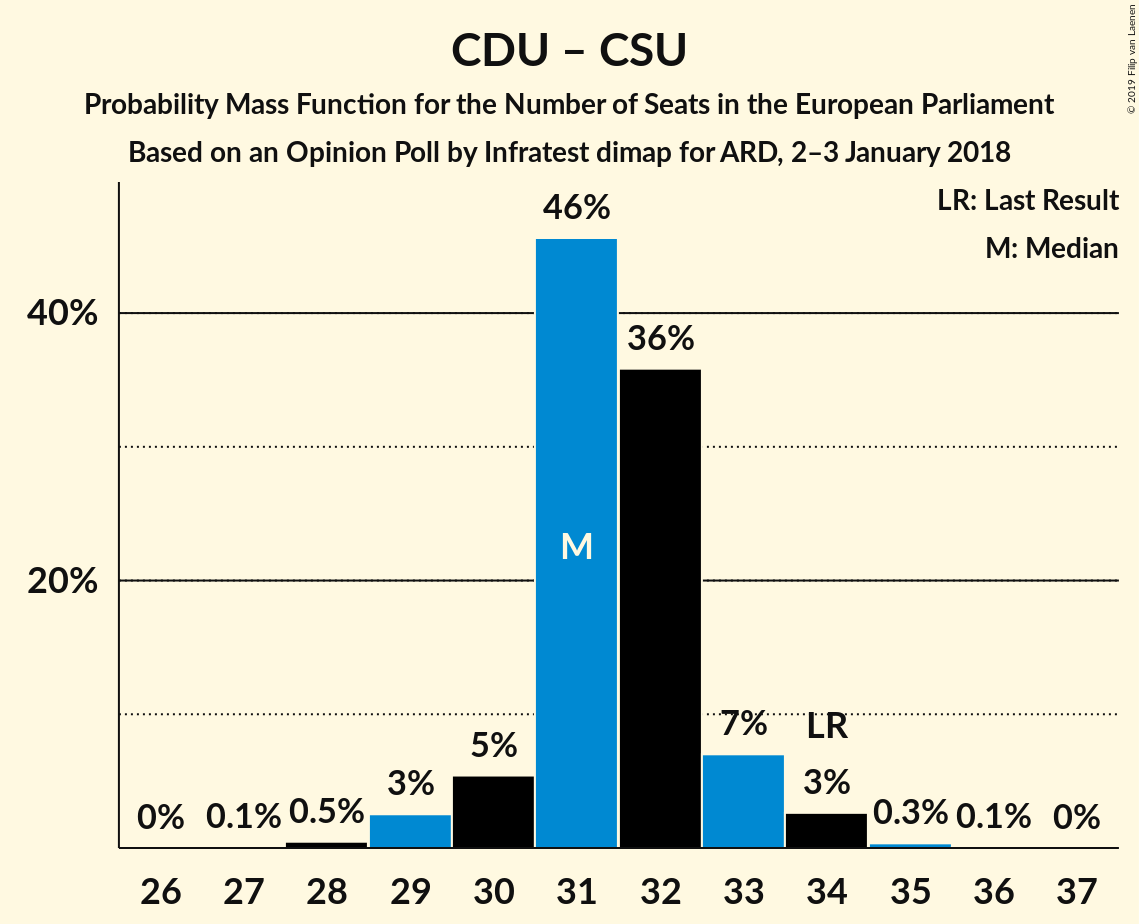 CDU – CSU
Probability Mass Function for the Number of Seats in the European Parliament
Based on an Opinion Poll by Infratest dimap for ARD, 2–3 January 2018
© 2019 Filip van Laenen
LR: Last Result
M: Median
40%
20%
0%
0.1%
0.5%
3%
5%
46%
M
36%
7%
LR
3%
0.3%
0.1%
0%
26 27 28 29 30 31 32 33 34 35 36 37